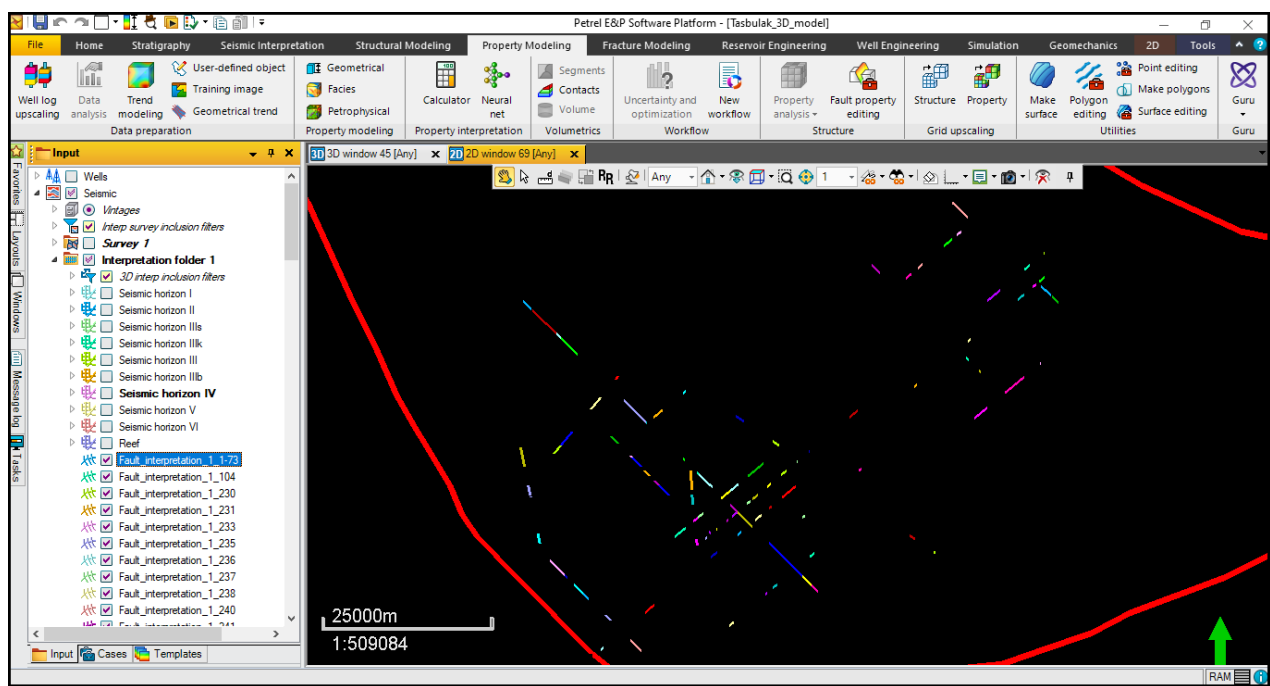 Petrel E&P Software Platform - [Tasbulak_3D_model]
File Home Stratigraphy Seismic Interpretation Structural Modeling Property Modeling Fracture Modeling Reservoir Engineering Well Engineering Simulation Geomechanics 2D Tools
Well log upscaling
Data analysis
Trend modeling
User-defined object
Training image
Geometrical trend
Data preparation
Geometrical
Facies
Petrophysical
Property modeling
Calculator
Neural net
Property interpretation
Segments
Contacts
Volume
Volumetrics
Uncertainty and optimization
New workflow
Workflow
Property analysis
Fault property editing
Structure
Structure
Property
Grid upscaling
Make surface
Polygon editing
Point editing
Make polygons
Surface editing
Utilities
Guru
Guru
Favorites
Layouts
Windows
Message log
Tasks
Input
3D 3D window 45 [Any]
2D 2D window 69 [Any]
Any
1
Wells
Seismic
Vintages
Interp survey inclusion filters
Survey 1
Interpretation folder 1
3D interp inclusion filters
Seismic horizon I
Seismic horizon II
Seismic horizon IIIs
Seismic horizon IIIk
Seismic horizon III
Seismic horizon IIIb
Seismic horizon IV
Seismic horizon V
Seismic horizon VI
Reef
Fault_interpretation_1_1-73
Fault_interpretation_1_104
Fault_interpretation_1_230
Fault_interpretation_1_231
Fault_interpretation_1_233
Fault_interpretation_1_235
Fault_interpretation_1_236
Fault_interpretation_1_237
Fault_interpretation_1_238
Fault_interpretation_1_240
Input Cases Templates
25000m
1:509084
RAM